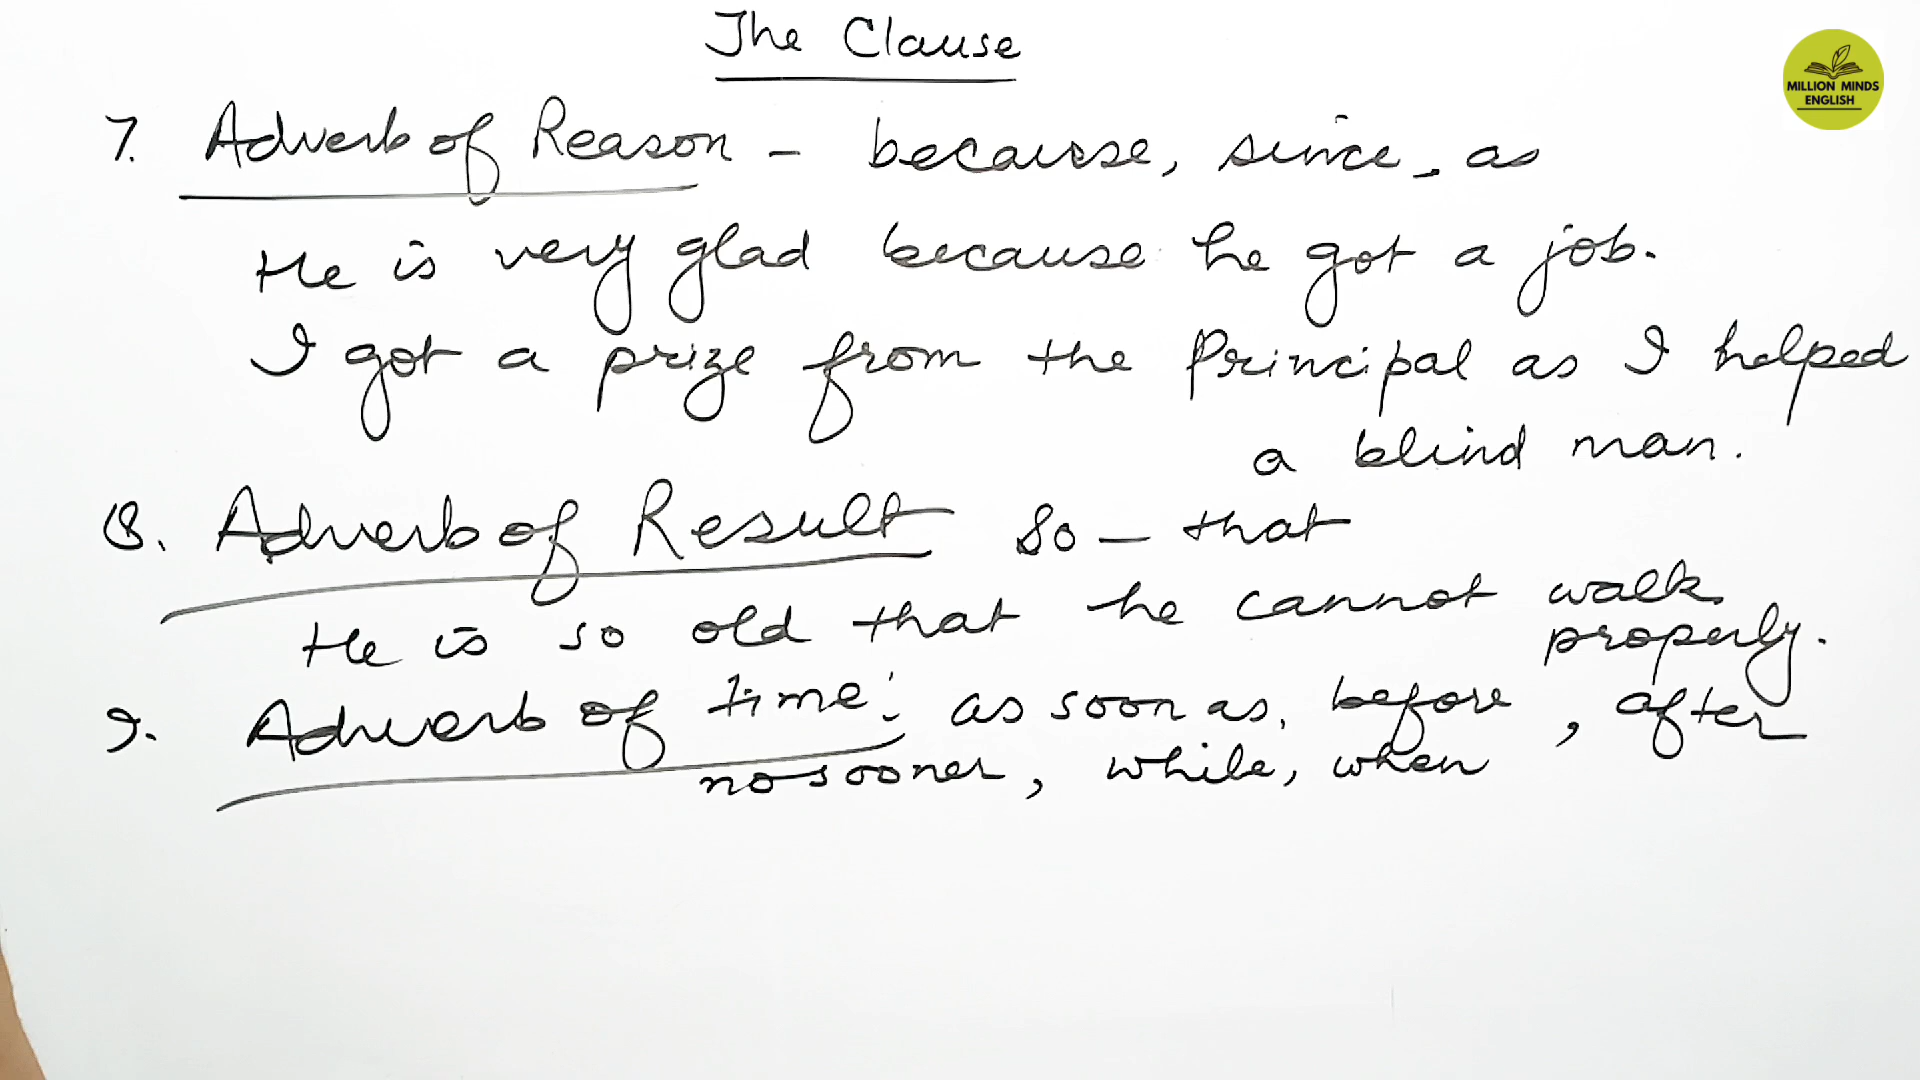 The Clause
MILLION MINDS
ENGLISH
7. Adverb of Reason - because, since, as
He is very glad because he got a job.
I got a prize from the Principal as I helped
a blind man.
8. Adverb of Result So - that
He is so old that he cannot walk
properly.
9. Adverb of time: as soon as, before, after
no sooner, while, when